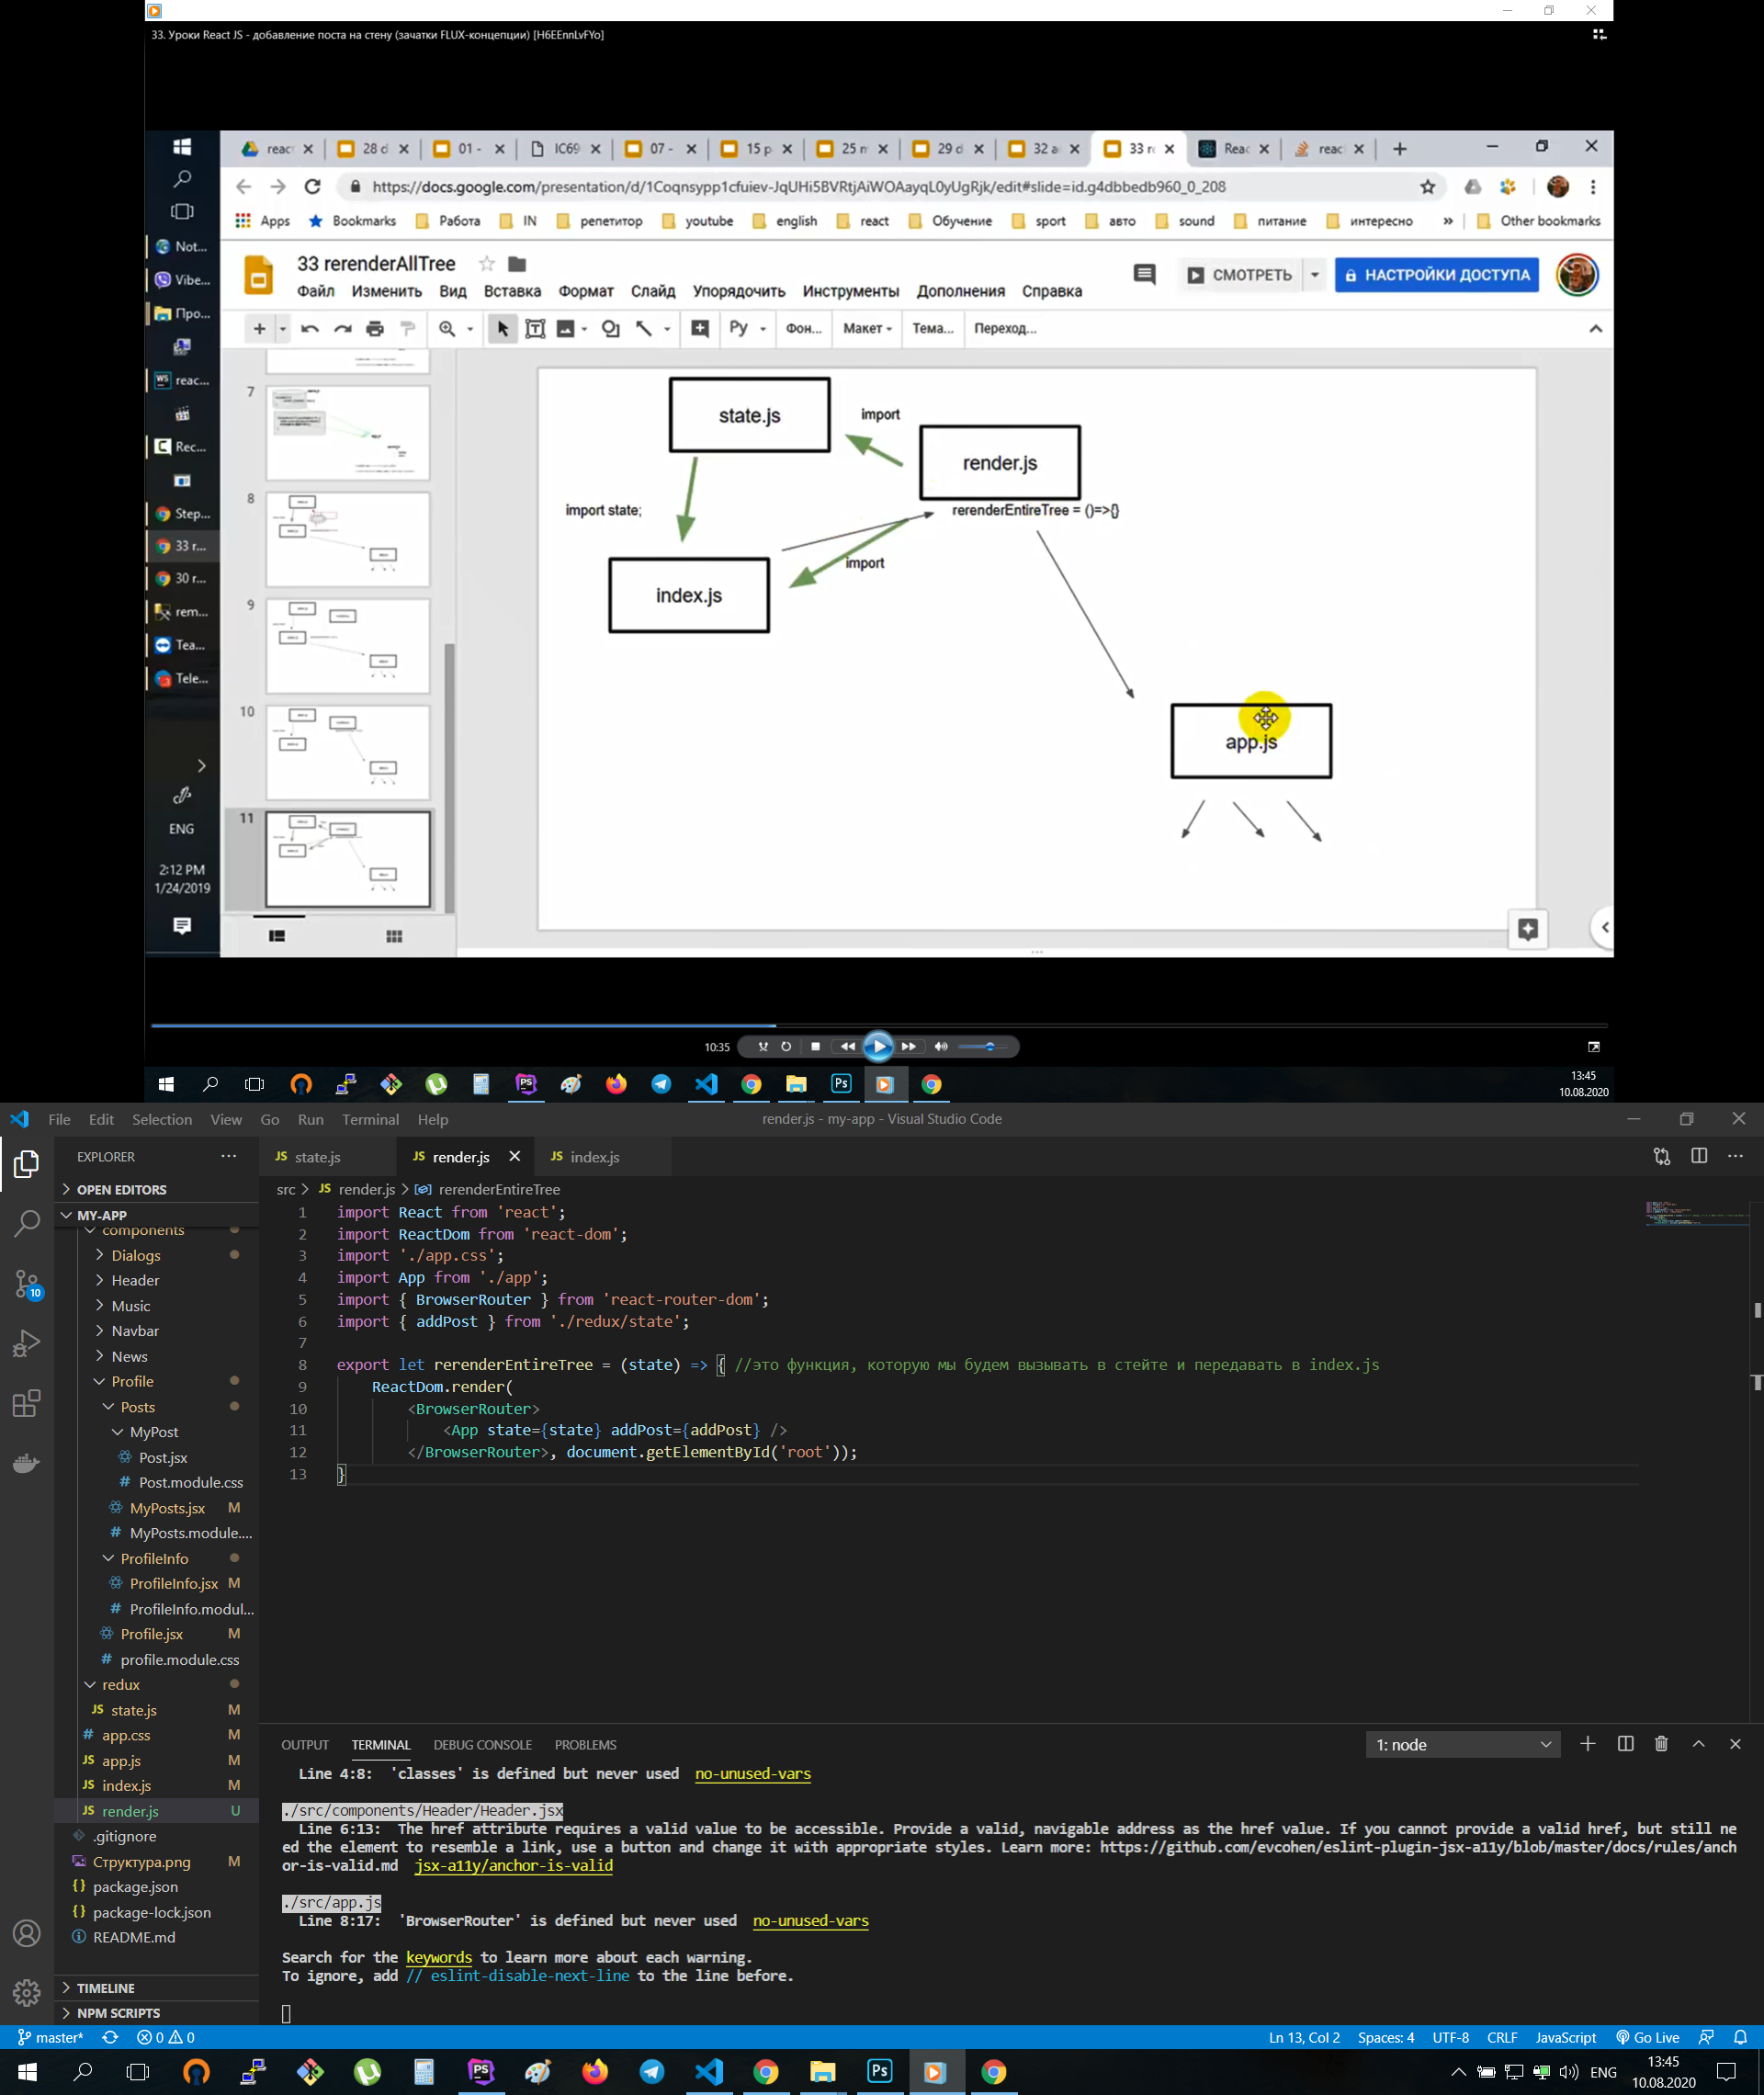 33. Уроки React JS - добавление поста на стену (зачатки FLUX-концепции) [H6EEnnLvFYo]
reac
28 d
01 -
IC69
07 -
15 p
25 m
29 d
32 a
33 re
Reac
reac
https://docs.google.com/presentation/d/1Coqnsypp1cfuiev-JqUHi5BVRtjAiWOAayqL0yUgRjk/edit#slide=id.g4dbbedb960_0_208
Apps Bookmarks Работа IN репетитор youtube english react Обучение sport авто sound питание интересно » Other bookmarks
33 rerenderAllTree
СМОТРЕТЬ
НАСТРОЙКИ ДОСТУПА
Файл Изменить Вид Вставка Формат Слайд Упорядочить Инструменты Дополнения Справка
Фон... Макет Тема... Переход...
Not...
Vibe...
Про...
reac...
Rec...
Step...
33 r...
30 r...
rem...
Tea...
Tele...
ENG
2:12 PM
1/24/2019
7
8
9
10
11
state.js
import
render.js
import state;
rerenderEntireTree = ()=>{}
import
index.js
app.js
10:35
13:45
10.08.2020
File Edit Selection View Go Run Terminal Help
render.js - my-app - Visual Studio Code
EXPLORER
OPEN EDITORS
MY-APP
components
Dialogs
Header
Music
Navbar
News
Profile
Posts
MyPost
Post.jsx
Post.module.css
MyPosts.jsx M
MyPosts.module....
ProfileInfo
ProfileInfo.jsx M
ProfileInfo.modul...
Profile.jsx M
profile.module.css
redux
state.js M
app.css M
app.js M
index.js M
render.js U
.gitignore
Структура.png M
package.json
package-lock.json
README.md
TIMELINE
NPM SCRIPTS
10
JS state.js
JS render.js
JS index.js
src > JS render.js > rerenderEntireTree
1 import React from 'react';
2 import ReactDom from 'react-dom';
3 import './app.css';
4 import App from './app';
5 import { BrowserRouter } from 'react-router-dom';
6 import { addPost } from './redux/state';
7
8 export let rerenderEntireTree = (state) => { //это функция, которую мы будем вызывать в стейте и передавать в index.js
9 ReactDom.render(
10 <BrowserRouter>
11 <App state={state} addPost={addPost} />
12 </BrowserRouter>, document.getElementById('root'));
13 }
OUTPUT TERMINAL DEBUG CONSOLE PROBLEMS
1: node
Line 4:8: 'classes' is defined but never used no-unused-vars
./src/components/Header/Header.jsx
Line 6:13: The href attribute requires a valid value to be accessible. Provide a valid, navigable address as the href value. If you cannot provide a valid href, but still ne
ed the element to resemble a link, use a button and change it with appropriate styles. Learn more: https://github.com/evcohen/eslint-plugin-jsx-a11y/blob/master/docs/rules/anch
or-is-valid.md jsx-a11y/anchor-is-valid
./src/app.js
Line 8:17: 'BrowserRouter' is defined but never used no-unused-vars
Search for the keywords to learn more about each warning.
To ignore, add // eslint-disable-next-line to the line before.
master* 0 0
Ln 13, Col 2 Spaces: 4 UTF-8 CRLF JavaScript Go Live
ENG
13:45
10.08.2020